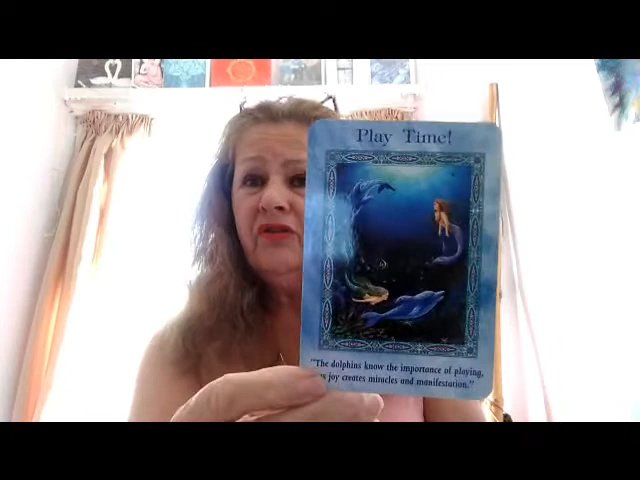 Play Time!
"The dolphins know the importance of playing,
joy creates miracles and manifestation."